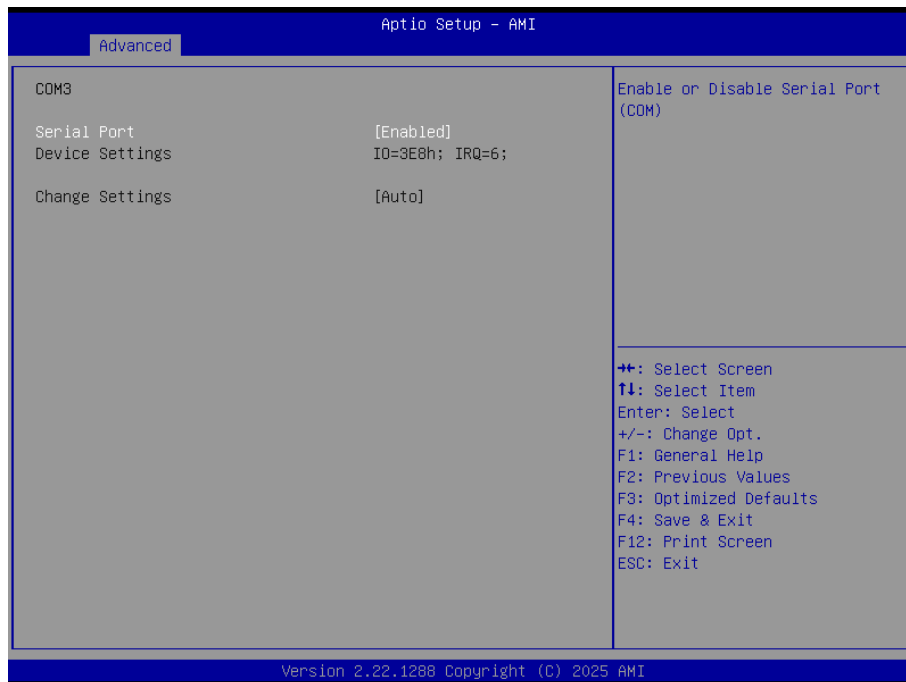 Aptio Setup - AMI
Advanced
COM3
Serial Port [Enabled]
Device Settings IO=3E8h; IRQ=6;
Change Settings [Auto]
Enable or Disable Serial Port
(COM)
→←: Select Screen
↑↓: Select Item
Enter: Select
+/-: Change Opt.
F1: General Help
F2: Previous Values
F3: Optimized Defaults
F4: Save & Exit
F12: Print Screen
ESC: Exit
Version 2.22.1288 Copyright (C) 2025 AMI